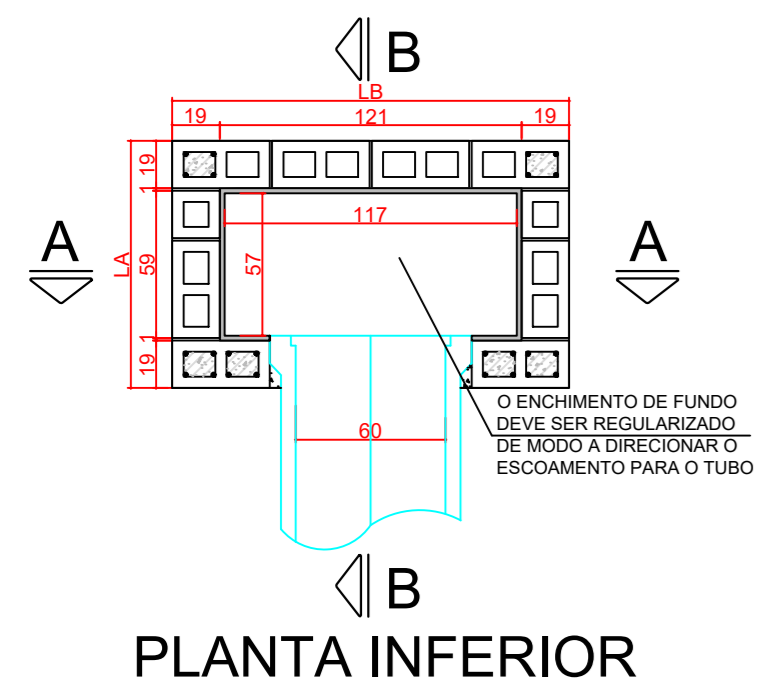 B
LB
19
121
19
19
1
117
A
LA
59
57
A
1
19
60
O ENCHIMENTO DE FUNDO
DEVE SER REGULARIZADO
DE MODO A DIRECIONAR O
ESCOAMENTO PARA O TUBO
B
PLANTA INFERIOR